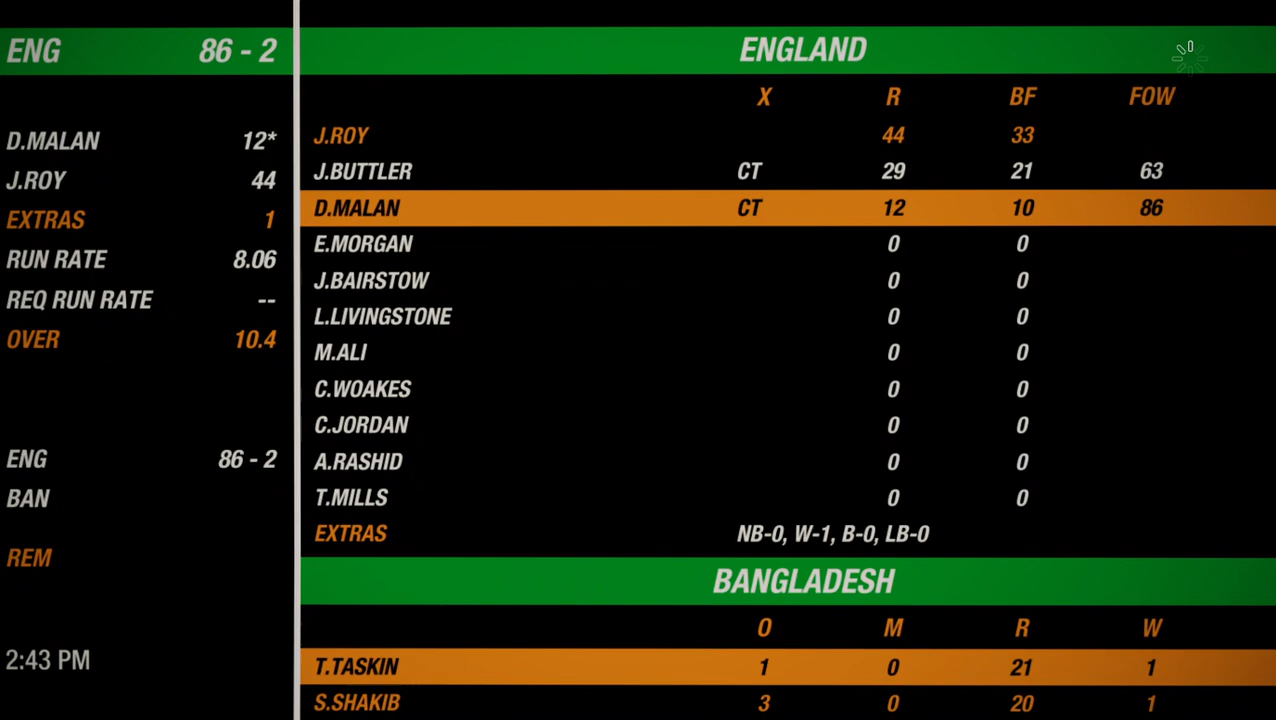 ENG 86 - 2
D.MALAN 12*
J.ROY 44
EXTRAS 1
RUN RATE 8.06
REQ RUN RATE --
OVER 10.4
ENG 86 - 2
BAN
REM
2:43 PM
ENGLAND
X R BF FOW
J.ROY 44 33
J.BUTTLER CT 29 21 63
D.MALAN CT 12 10 86
E.MORGAN 0 0
J.BAIRSTOW 0 0
L.LIVINGSTONE 0 0
M.ALI 0 0
C.WOAKES 0 0
C.JORDAN 0 0
A.RASHID 0 0
T.MILLS 0 0
EXTRAS NB-0, W-1, B-0, LB-0
BANGLADESH
O M R W
T.TASKIN 1 0 21 1
S.SHAKIB 3 0 20 1